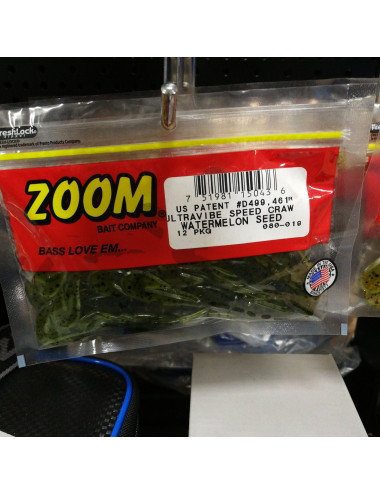 FreshLock
ZOOM
BAIT COMPANY
BASS LOVE EM...
7 51981 15043 6
US PATENT #D499,461"
ULTRAVIBE SPEED CRAW
WATERMELON SEED
12 PKG 080-019